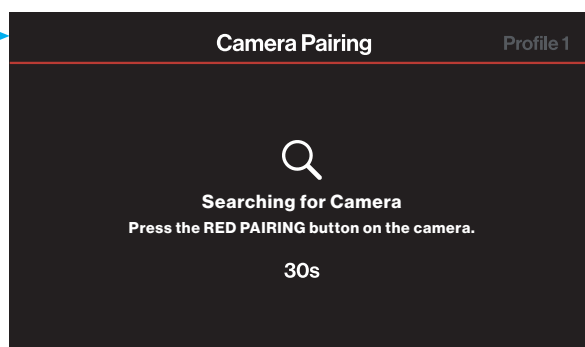 Camera Pairing
Profile 1
Searching for Camera
Press the RED PAIRING button on the camera.
30s